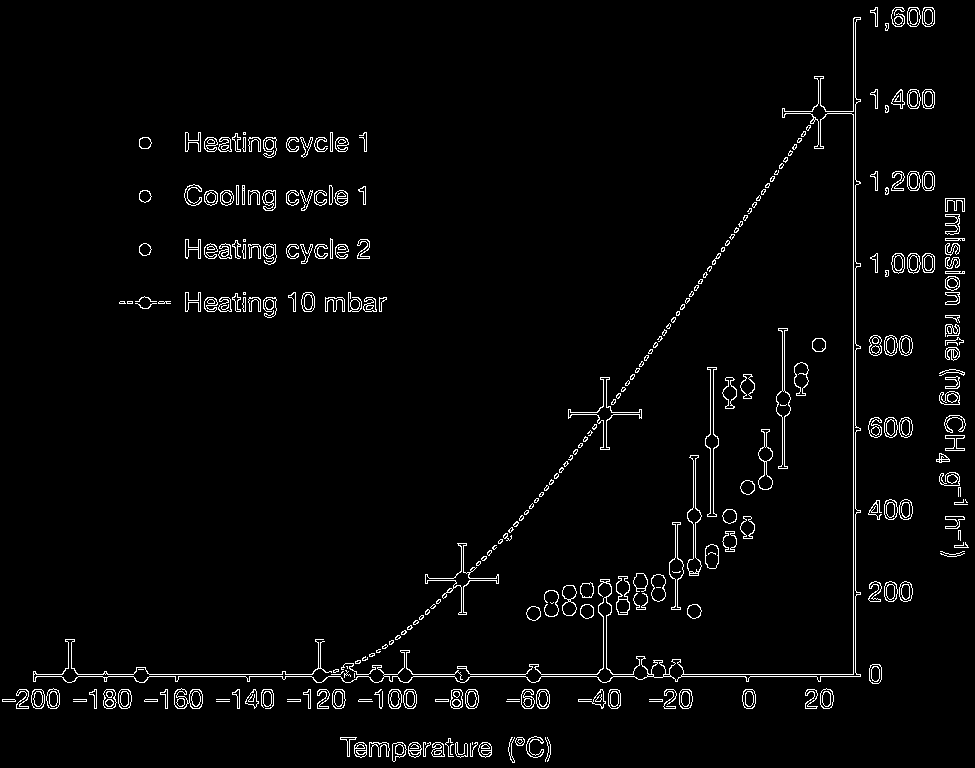 1,600
1,400
1,200
1,000
800
600
400
200
0
Emission rate (ng CH₄ g⁻¹ h⁻¹)
Heating cycle 1
Cooling cycle 1
Heating cycle 2
Heating 10 mbar
−200 −180 −160 −140 −120 −100 −80 −60 −40 −20 0 20
Temperature (°C)